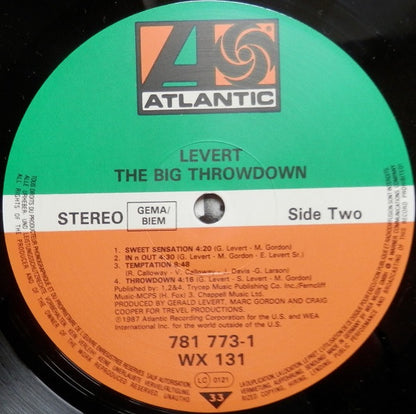 ATLANTIC
LEVERT
THE BIG THROWDOWN
STEREO
GEMA/
BIEM
Side Two
1. SWEET SENSATION 4:20 (G. Levert - M. Gordon)
2. IN n OUT 4:30 (G. Levert - M. Gordon - E. Levert Sr.)
3. TEMPTATION 5:48
(R. Calloway - V. Calloway - J. Davis - G. Larson)
4. THROWDOWN 4:16 (G. Levert - S. Levert - M. Gordon)
Published by: 1,2&4. Trycep Music Publishing Co. Inc./Ferncliff
Music-MCPS (H. Fox) 3. Chappell Music Ltd.
PRODUCED BY GERALD LEVERT, MARC GORDON AND CRAIG
COOPER FOR TREVEL PRODUCTIONS.
℗1987 Atlantic Recording Corporation for the U.S. and WEA
International Inc. for the world outside of the U.S.
781 773-1
WX 131
LC 0121
33